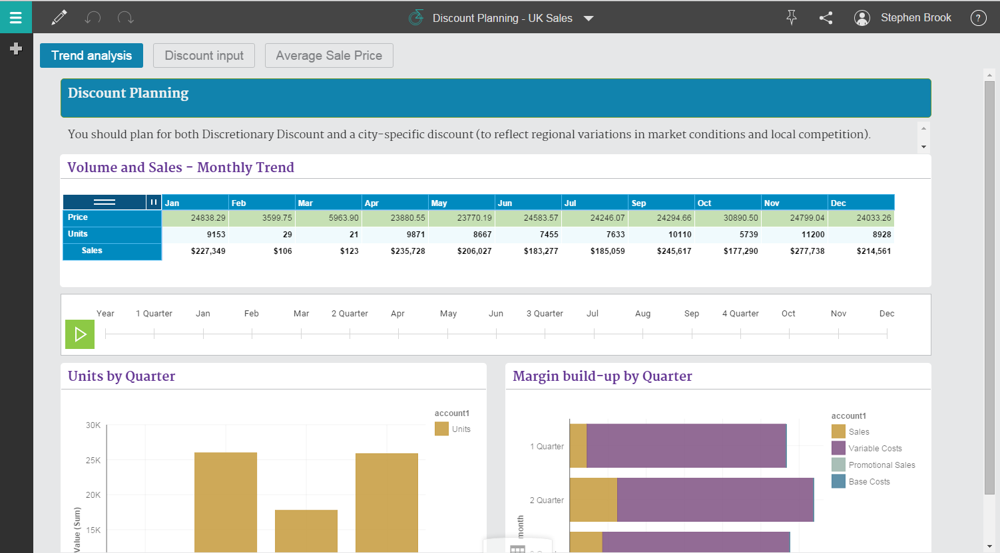 Discount Planning - UK Sales
Stephen Brook
?
Trend analysis
Discount input
Average Sale Price
Discount Planning
You should plan for both Discretionary Discount and a city-specific discount (to reflect regional variations in market conditions and local competition).
Volume and Sales - Monthly Trend
Jan Feb Mar Apr May Jun Jul Sep Oct Nov Dec
Price 24838.29 3599.75 5963.90 23880.55 23770.19 24583.57 24246.07 24294.66 30890.50 24799.04 24033.26
Units 9153 29 21 9871 8667 7455 7633 10110 5739 11200 8928
Sales $227,349 $106 $123 $235,728 $206,027 $183,277 $185,059 $245,617 $177,290 $277,738 $214,561
Year 1 Quarter Jan Feb Mar 2 Quarter Apr May Jun 3 Quarter Jul Aug Sep 4 Quarter Oct Nov Dec
Units by Quarter
account1
Units
30K
25K
20K
15K
Value (Sum)
Margin build-up by Quarter
account1
Sales
Variable Costs
Promotional Sales
Base Costs
1 Quarter
2 Quarter
month